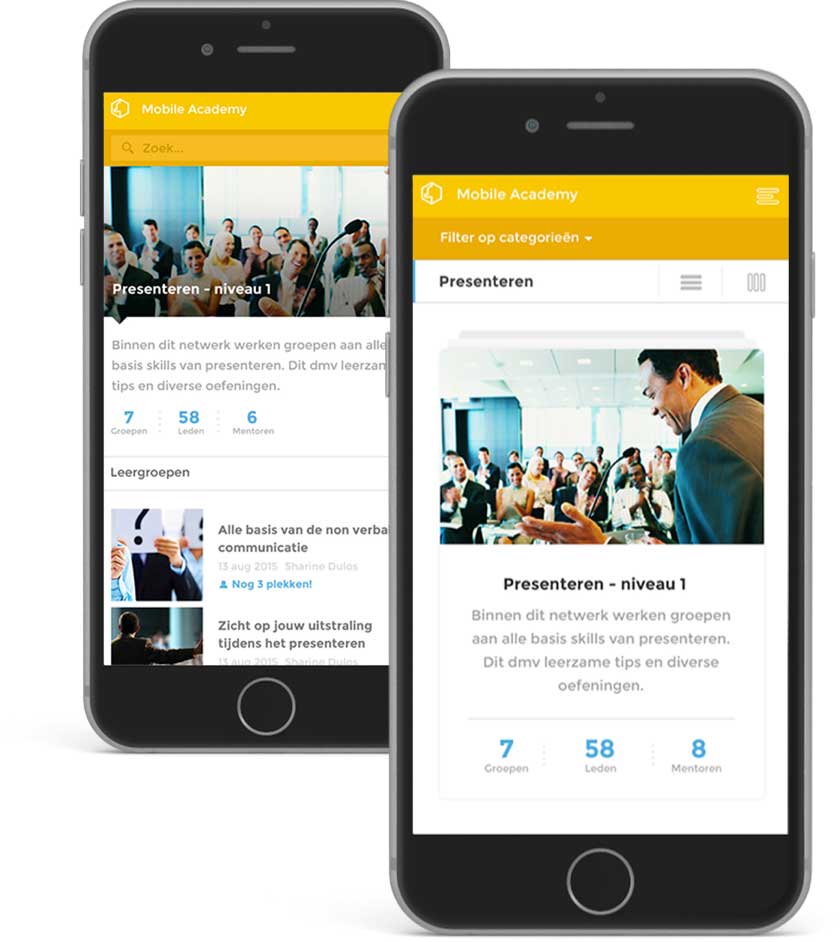 Mobile Academy
Zoek...
Presenteren - niveau 1
Binnen dit netwerk werken groepen aan alle
basis skills van presenteren. Dit dmv leerzam
tips en diverse oefeningen.
7 58 6
Groepen Leden Mentoren
Leergroepen
Alle basis van de non verba
communicatie
13 aug 2015 Sharine Dulos
Nog 3 plekken!
Zicht op jouw uitstraling
tijdens het presenteren
13 aug 2015 Sharine Dulos
Mobile Academy
Filter op categorieën
Presenteren
Presenteren - niveau 1
Binnen dit netwerk werken groepen
aan alle basis skills van presenteren.
Dit dmv leerzame tips en diverse
oefeningen.
7 58 8
Groepen Leden Mentoren